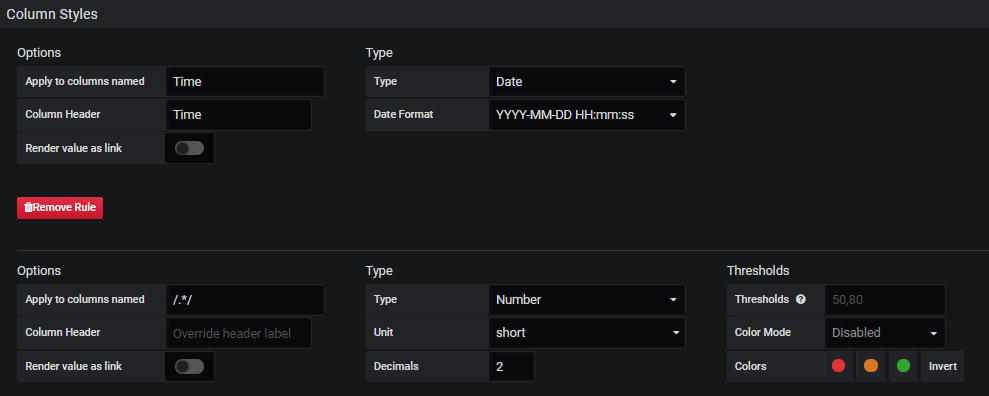 Column Styles
Options Type
Apply to columns named Time Type Date
Column Header Time Date Format YYYY-MM-DD HH:mm:ss
Render value as link
Remove Rule
Options Type Thresholds
Apply to columns named /.*/ Type Number Thresholds 50,80
Column Header Override header label Unit short Color Mode Disabled
Render value as link Decimals 2 Colors Invert